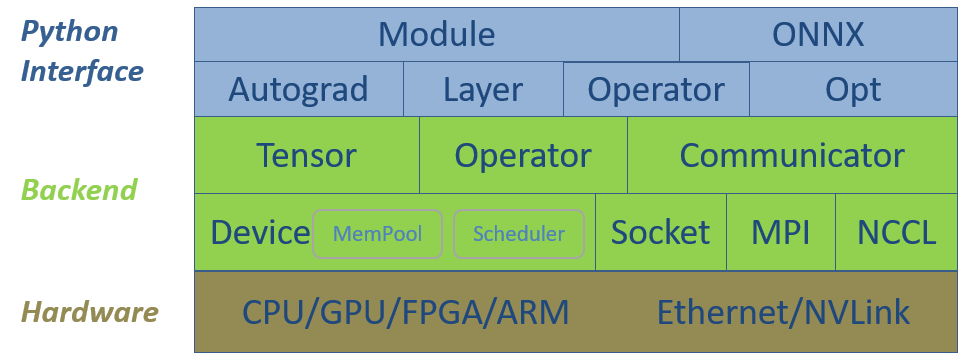 Python
Interface
Module ONNX
Autograd Layer Operator Opt
Backend
Tensor Operator Communicator
Device MemPool Scheduler Socket MPI NCCL
Hardware
CPU/GPU/FPGA/ARM Ethernet/NVLink